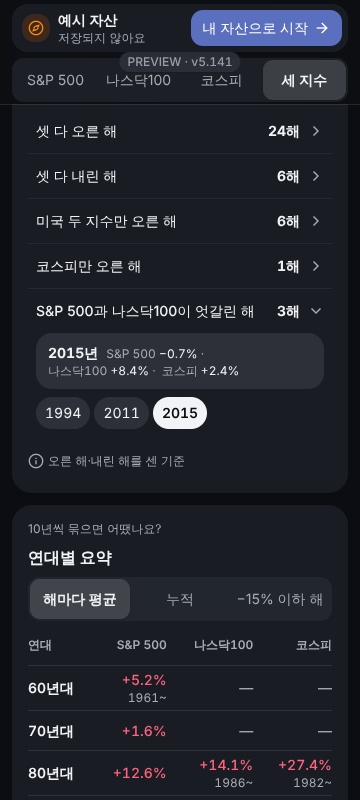 예시 자산
저장되지 않아요
내 자산으로 시작 →
PREVIEW · v5.141
S&P 500 나스닥100 코스피 세 지수
셋 다 오른 해 24해
셋 다 내린 해 6해
미국 두 지수만 오른 해 6해
코스피만 오른 해 1해
S&P 500과 나스닥100이 엇갈린 해 3해
2015년 S&P 500 −0.7% ·
나스닥100 +8.4% · 코스피 +2.4%
1994 2011 2015
오른 해·내린 해를 센 기준
10년씩 묶으면 어땠나요?
연대별 요약
해마다 평균 누적 −15% 이하 해
연대 S&P 500 나스닥100 코스피
60년대 +5.2% — —
1961~
70년대 +1.6% — —
80년대 +12.6% +14.1% +27.4%
1986~ 1982~